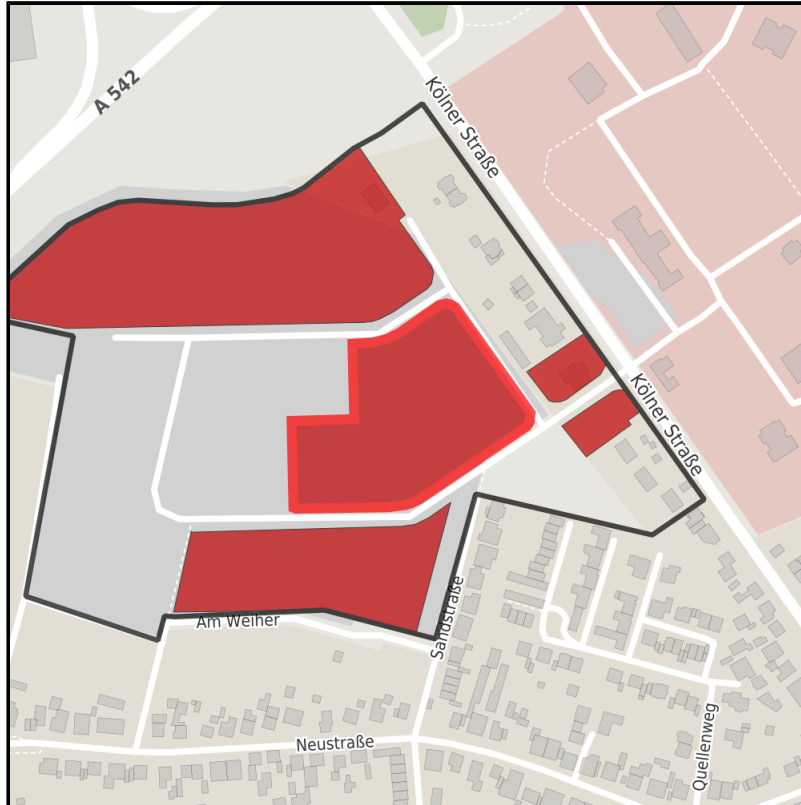 A 542
Kölner Straße
Kölner Straße
Am Weiher
Sandstraße
Neustraße
Quellenweg